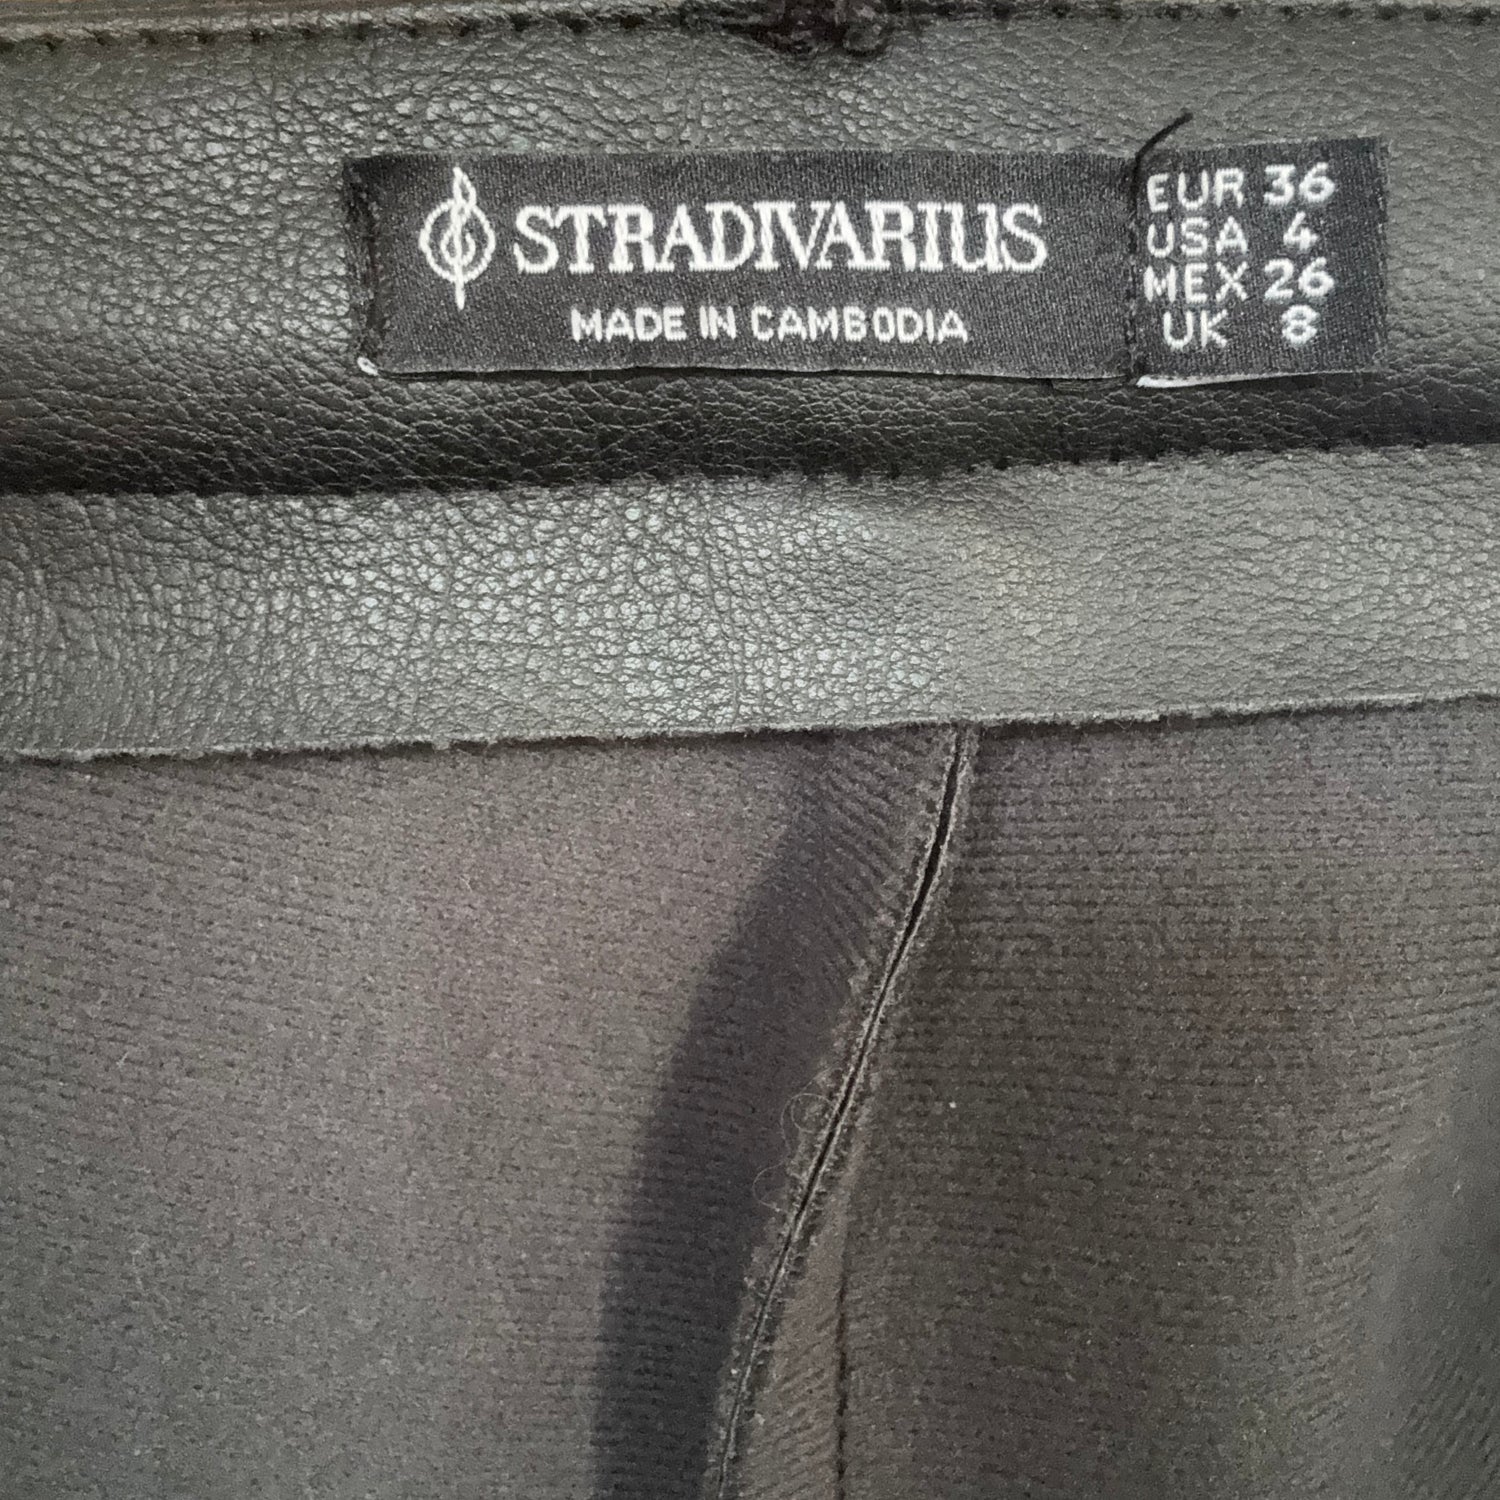 STRADIVARIUS
MADE IN CAMBODIA
EUR 36
USA 4
MEX 26
UK 8